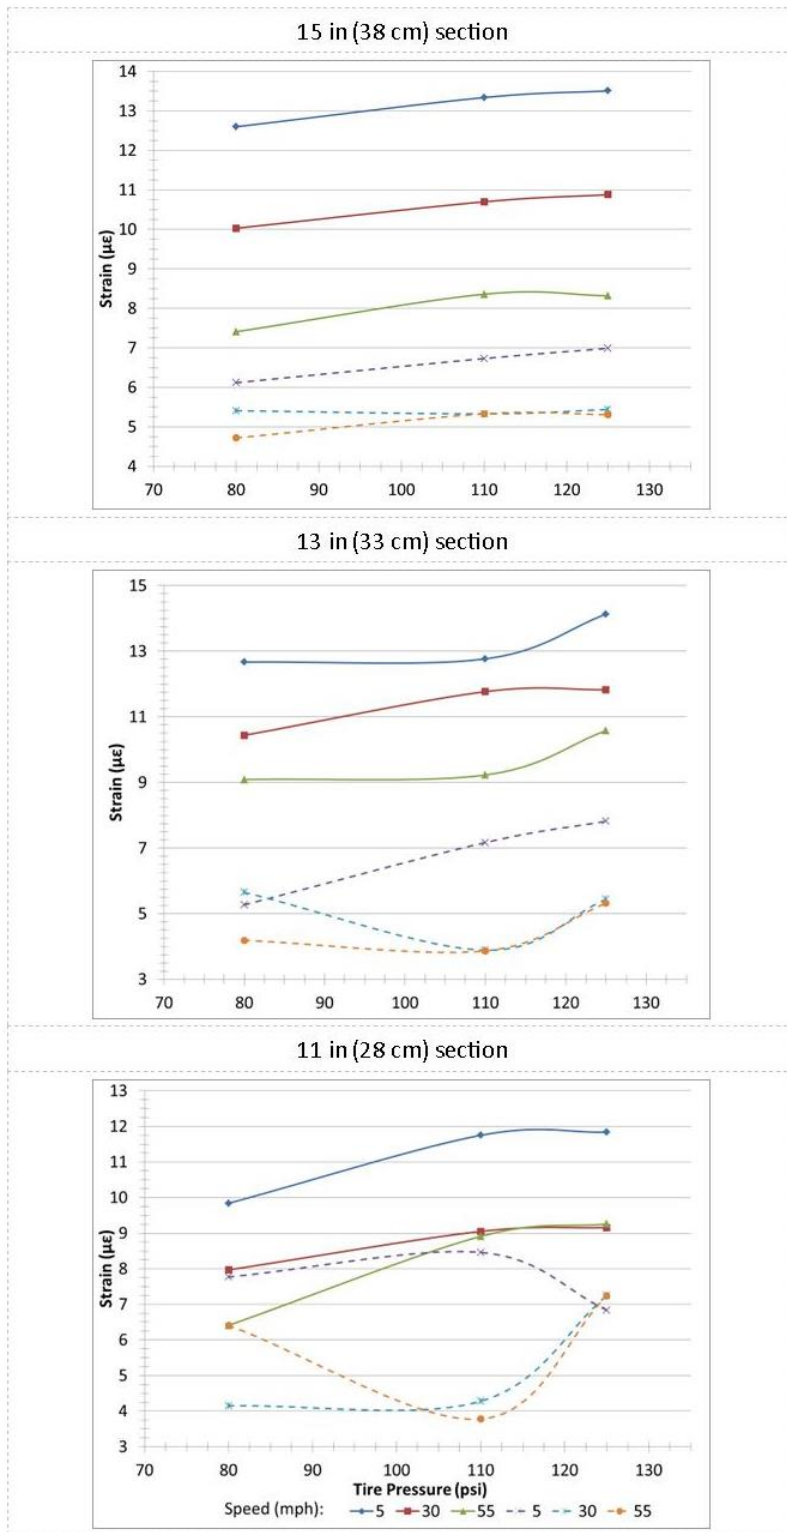 15 in (38 cm) section
14
13
12
11
10
9
8
7
6
5
4
Strain (με)
70 80 90 100 110 120 130
13 in (33 cm) section
15
13
11
9
7
5
3
Strain (με)
70 80 90 100 110 120 130
11 in (28 cm) section
13
12
11
10
9
8
7
6
5
4
3
Strain (με)
70 80 90 100 110 120 130
Tire Pressure (psi)
Speed (mph): 5 30 55 5 30 55